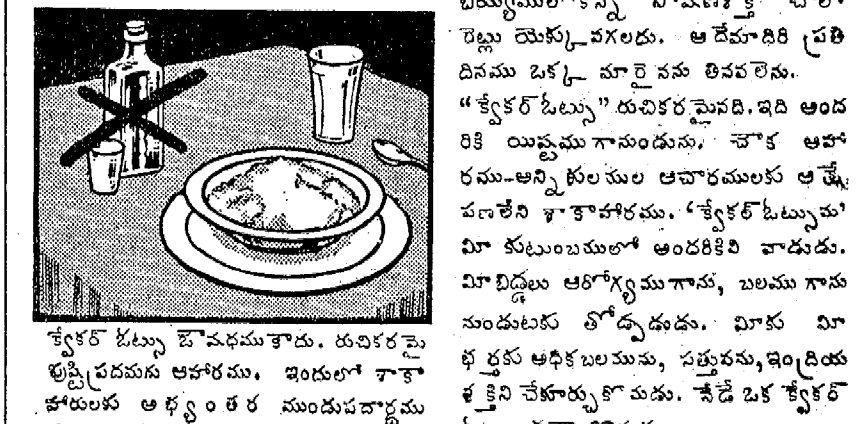 క్వేకర్ ఓట్సు ఔషధము కాదు. రుచికరమై
పుష్టిప్రదమగు ఆహారము. ఇందులో శాకా
హారులకు అభ్యంతర ముండుపదార్థము
రెట్లు యెక్కువగలదు. ఆ దేమాదిరి ప్రతి
దినము ఒక్క మారైనను తినవలెను.
“క్వేకర్ ఓట్సు” రుచికరమైనది. ఇది అంద
రికి యిష్టముగానుండును. చౌక ఆహా
రము-అన్ని కులముల ఆచారములకు ఆక్షే
పణలేని శాకాహారము. ‘క్వేకర్ ఓట్సును’
మీ కుటుంబములో అందరికిని వాడుడు.
మీబిడ్డలు ఆరోగ్యముగాను, బలముగాను
నుండుటకు తోడ్పడుడు. మీకు మీ
భర్తకు అధికబలమును, సత్తువను, ఇంద్రియ
శక్తిని చేకూర్చుకొనుడు. నేడే ఒక క్వేకర్